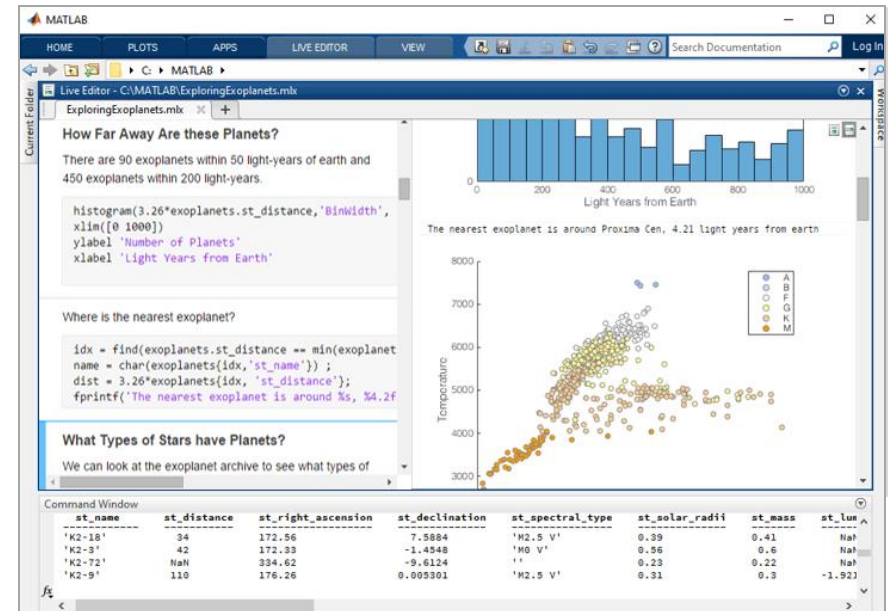 MATLAB
HOME PLOTS APPS LIVE EDITOR VIEW Search Documentation Log In
C: MATLAB
Current Folder
Live Editor - C:\MATLAB\ExploringExoplanets.mlx
Workspace
ExploringExoplanets.mlx
How Far Away Are these Planets?
There are 90 exoplanets within 50 light-years of earth and
450 exoplanets within 200 light-years.
histogram(3.26*exoplanets.st_distance,'BinWidth',
xlim([0 1000])
ylabel 'Number of Planets'
xlabel 'Light Years from Earth'
Where is the nearest exoplanet?
idx = find(exoplanets.st_distance == min(exoplanet
name = char(exoplanets{idx,'st_name'}) ;
dist = 3.26*exoplanets{idx, 'st_distance'};
fprintf('The nearest exoplanet is around %s, %4.2f
What Types of Stars have Planets?
We can look at the exoplanet archive to see what types of
0
0 200 400 600 800 1000
Light Years from Earth
The nearest exoplanet is around Proxima Cen, 4.21 light years from earth
8000
7000
6000
5000
4000
3000
Temperature
A
B
F
G
K
M
Command Window
st_name st_distance st_right_ascension st_declination st_spectral_type st_solar_radii st_mass st_lum
'K2-18' 34 172.56 7.5884 'M2.5 V' 0.39 0.41 NaN
'K2-3' 42 172.33 -1.4548 'M0 V' 0.56 0.6 NaN
'K2-72' NaN 334.62 -9.6124 '' 0.23 0.22 NaN
'K2-9' 110 176.26 0.005301 'M2.5 V' 0.31 0.3 -1.921
fx